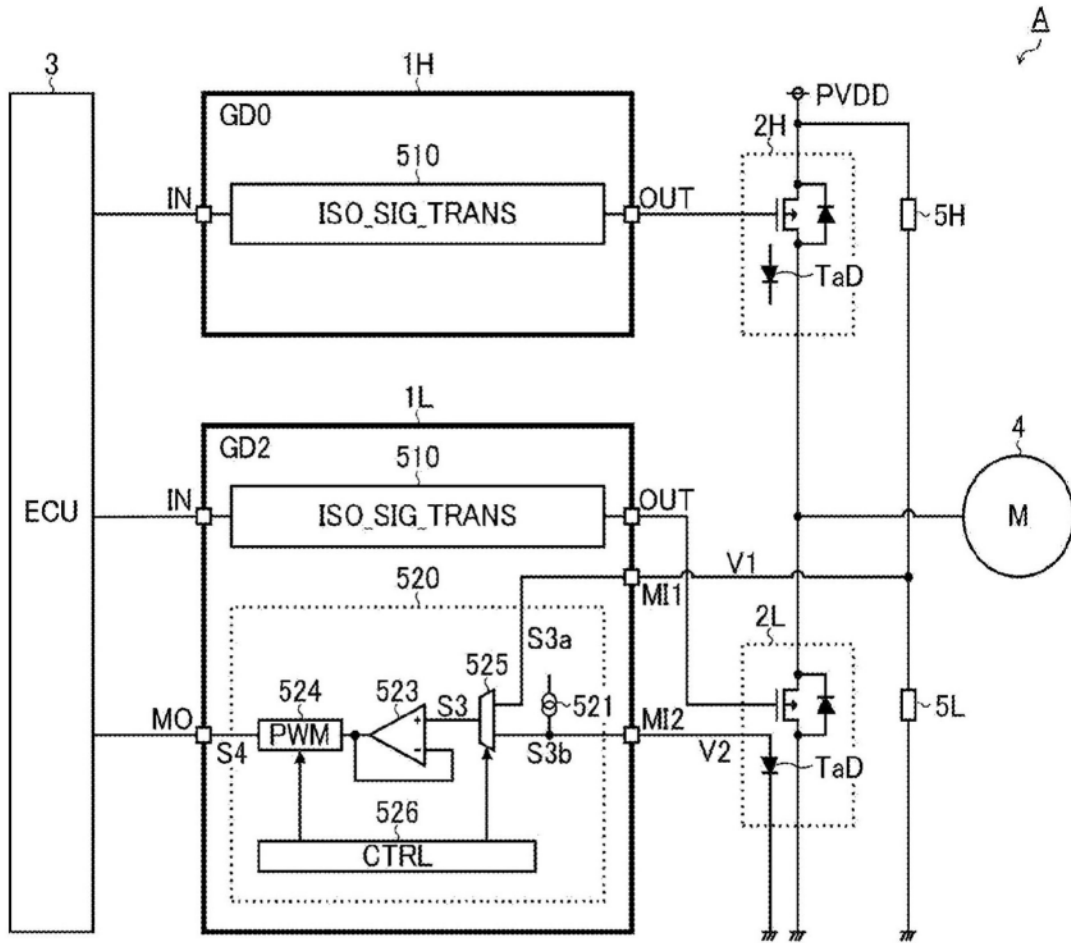 A
3
1H
GD0
PVDD
2H
510
IN
ISO_SIG_TRANS
OUT
5H
TaD
1L
GD2
4
510
IN
ISO_SIG_TRANS
OUT
ECU
M
520
V1
MI1
2L
S3a
525
524
523
S3
521
5L
MO
PWM
+
-
MI2
S4
S3b
V2
TaD
526
CTRL